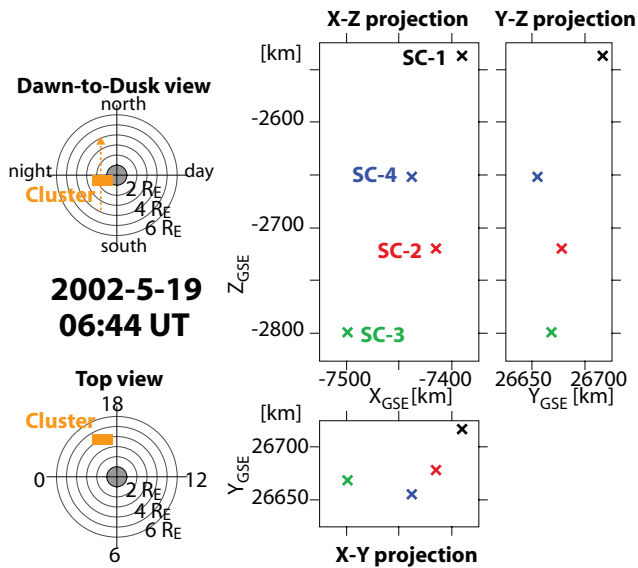 X-Z projection
Y-Z projection
[km]
SC-1
Dawn-to-Dusk view
north
-2600
night
day
SC-4
Cluster
2 RE
4 RE
6 RE
south
-2700
SC-2
ZGSE
2002-5-19
06:44 UT
-2800
SC-3
Top view
-7500
-7400
26650
26700
XGSE [km]
YGSE [km]
18
[km]
Cluster
26700
YGSE
0
12
2 RE
4 RE
6 RE
26650
6
X-Y projection